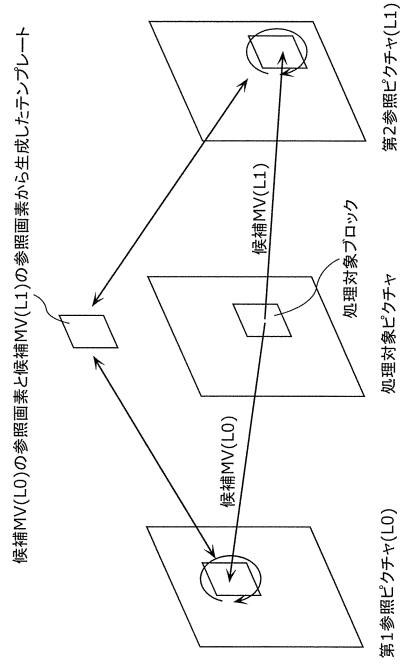 候補MV(L0)の参照画素と候補MV(L1)の参照画素から生成したテンプレート
候補MV(L0)
候補MV(L1)
処理対象ブロック
第1参照ピクチャ(L0)
処理対象ピクチャ
第2参照ピクチャ(L1)